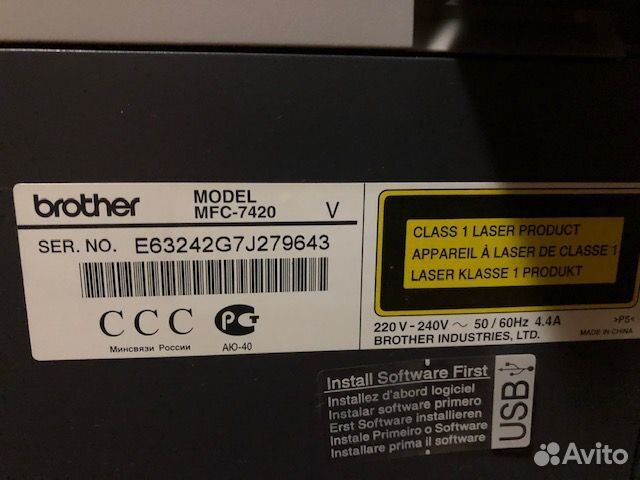 brother
MODEL
MFC-7420 V
SER. NO. E63242G7J279643
ССС
Минсвязи России
РСТ
АЮ-40
CLASS 1 LASER PRODUCT
APPAREIL À LASER DE CLASSE 1
LASER KLASSE 1 PRODUKT
220 V - 240V ~ 50 / 60Hz 4.4A
>PS<
BROTHER INDUSTRIES, LTD.
MADE IN CHINA
Install Software First
Installez d'abord logiciel
Instalar software primero
Erst Software installieren
Instale Primeiro o Software
Installare prima il software
USB
Avito